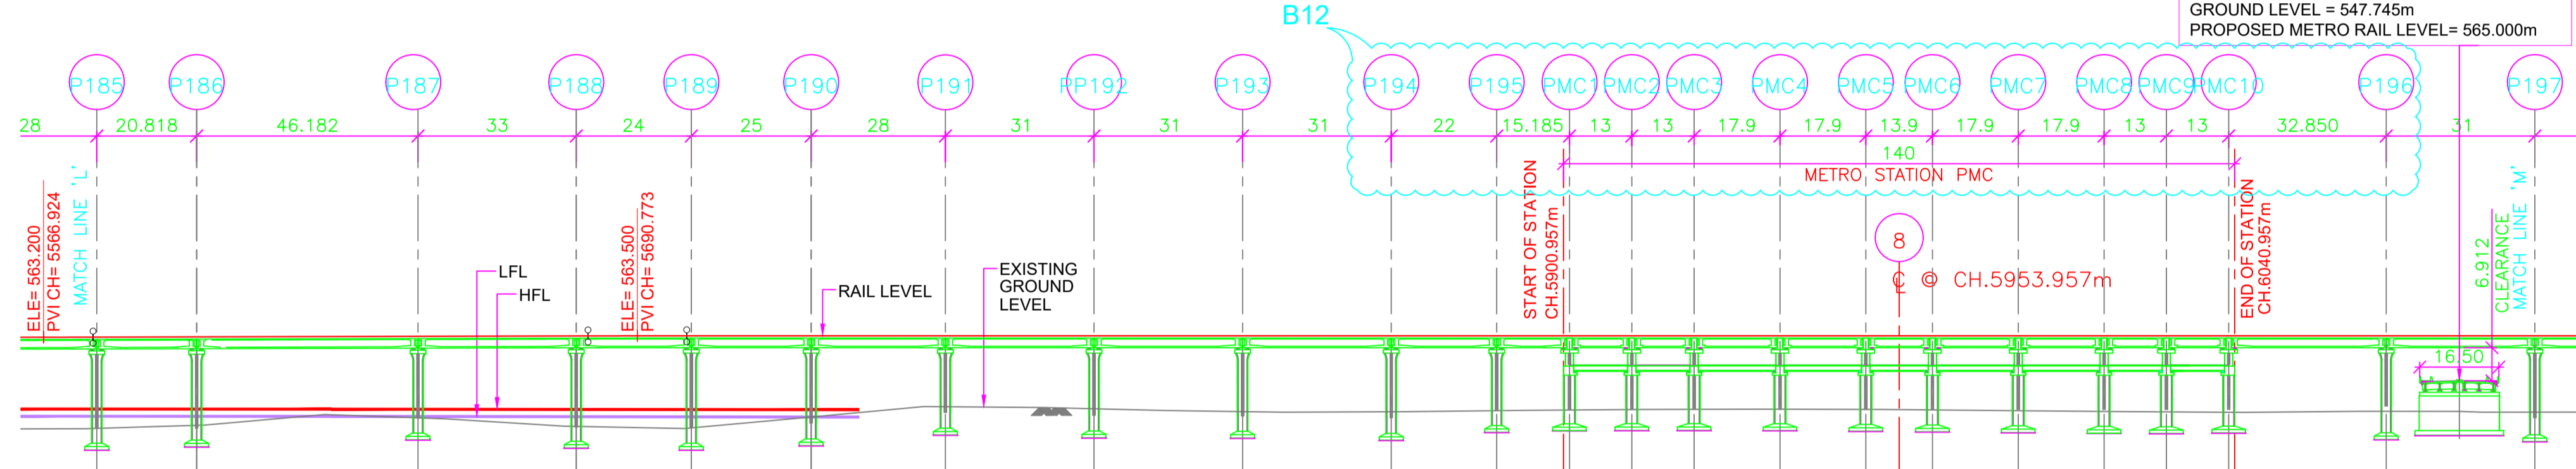 B12
GROUND LEVEL = 547.745m
PROPOSED METRO RAIL LEVEL= 565.000m
P185 P186 P187 P188 P189 P190 P191 PP192 P193 P194 P195 PMC1 PMC2 PMC3 PMC4 PMC5 PMC6 PMC7 PMC8 PMC9 PMC10 P196 P197
28 20.818 46.182 33 24 25 28 31 31 31 22 15.185 13 13 17.9 17.9 13.9 17.9 17.9 13 13 32.850 31
140
METRO STATION PMC
ELE= 563.200
PVI CH= 5566.924
MATCH LINE 'L'
ELE= 563.500
PVI CH= 5690.773
LFL
HFL
RAIL LEVEL
EXISTING
GROUND
LEVEL
START OF STATION
CH.5900.957m
8
℄ @ CH.5953.957m
END OF STATION
CH.6040.957m
6.912
CLEARANCE
MATCH LINE 'M'
16.50